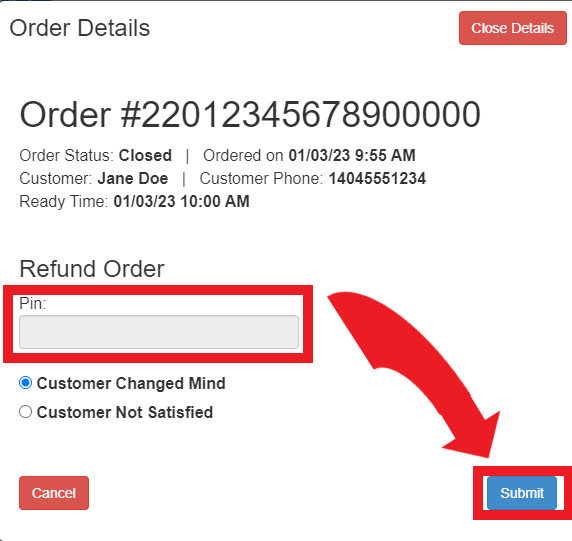 Order Details
Close Details
Order #22012345678900000
Order Status: Closed | Ordered on 01/03/23 9:55 AM
Customer: Jane Doe | Customer Phone: 14045551234
Ready Time: 01/03/23 10:00 AM
Refund Order
Pin:
Customer Changed Mind
Customer Not Satisfied
Cancel
Submit